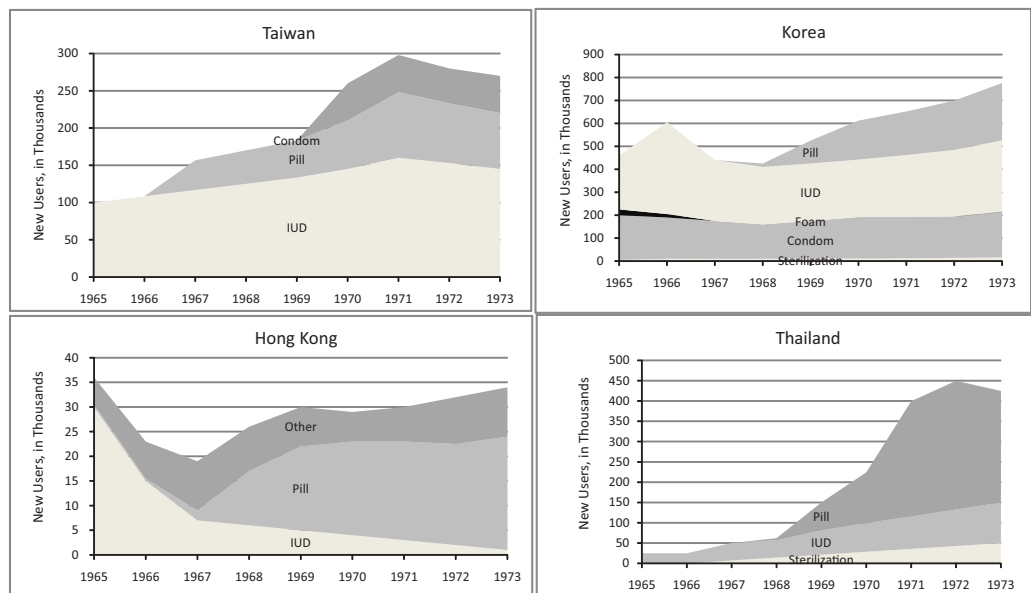 Taiwan
New Users, in Thousands
300
250
200
150
100
50
0
Condom
Pill
IUD
1965 1966 1967 1968 1969 1970 1971 1972 1973
Korea
New Users, in Thousands
900
800
700
600
500
400
300
200
100
0
Pill
IUD
Foam
Condom
Sterilization
1965 1966 1967 1968 1969 1970 1971 1972 1973
Hong Kong
New Users, in Thousands
40
35
30
25
20
15
10
5
0
Other
Pill
IUD
1965 1966 1967 1968 1969 1970 1971 1972 1973
Thailand
New Users, in Thousands
500
450
400
350
300
250
200
150
100
50
0
Pill
IUD
Sterilization
1965 1966 1967 1968 1969 1970 1971 1972 1973